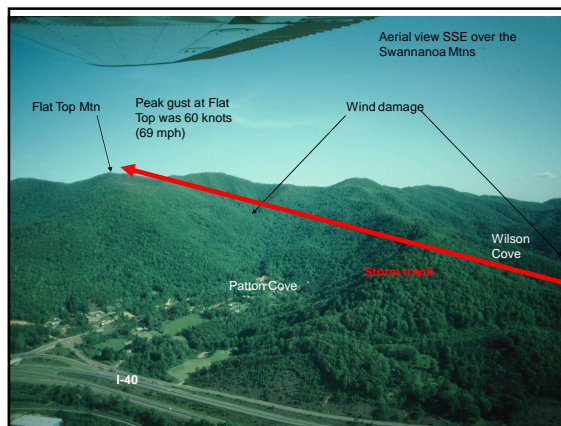 Aerial view SSE over the
Swannanoa Mtns
Flat Top Mtn
Peak gust at Flat
Top was 60 knots
(69 mph)
Wind damage
Wilson
Cove
Storm track
Patton Cove
I-40